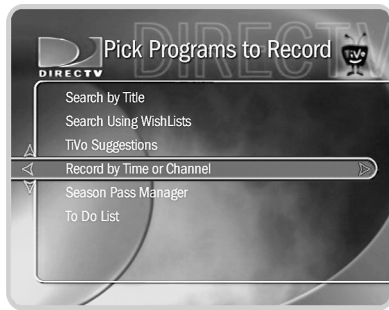 Pick Programs to Record
DIRECTV
TiVo
Search by Title
Search Using WishLists
TiVo Suggestions
Record by Time or Channel
Season Pass Manager
To Do List